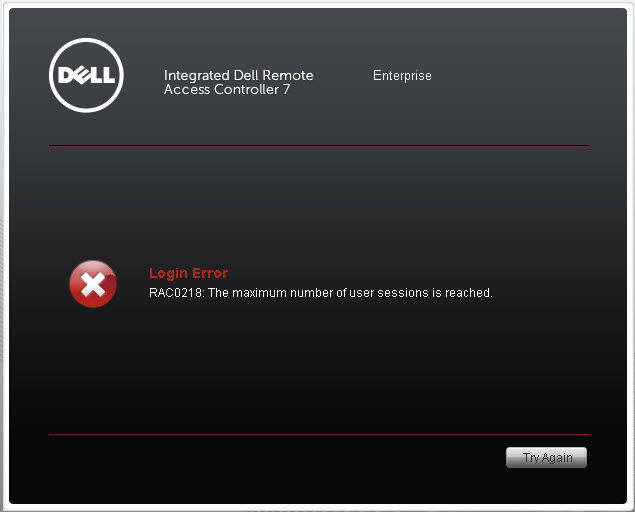 DELL
Integrated Dell Remote
Access Controller 7
Enterprise
Login Error
RAC0218: The maximum number of user sessions is reached.
Try Again